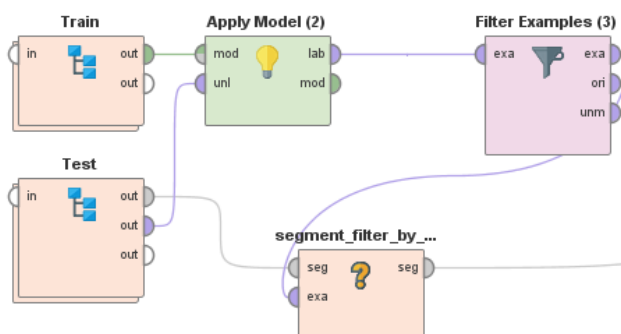 Train
in
out
out
Apply Model (2)
mod
lab
unl
mod
Filter Examples (3)
exa
exa
ori
unm
Test
in
out
out
out
segment_filter_by_...
seg
seg
exa